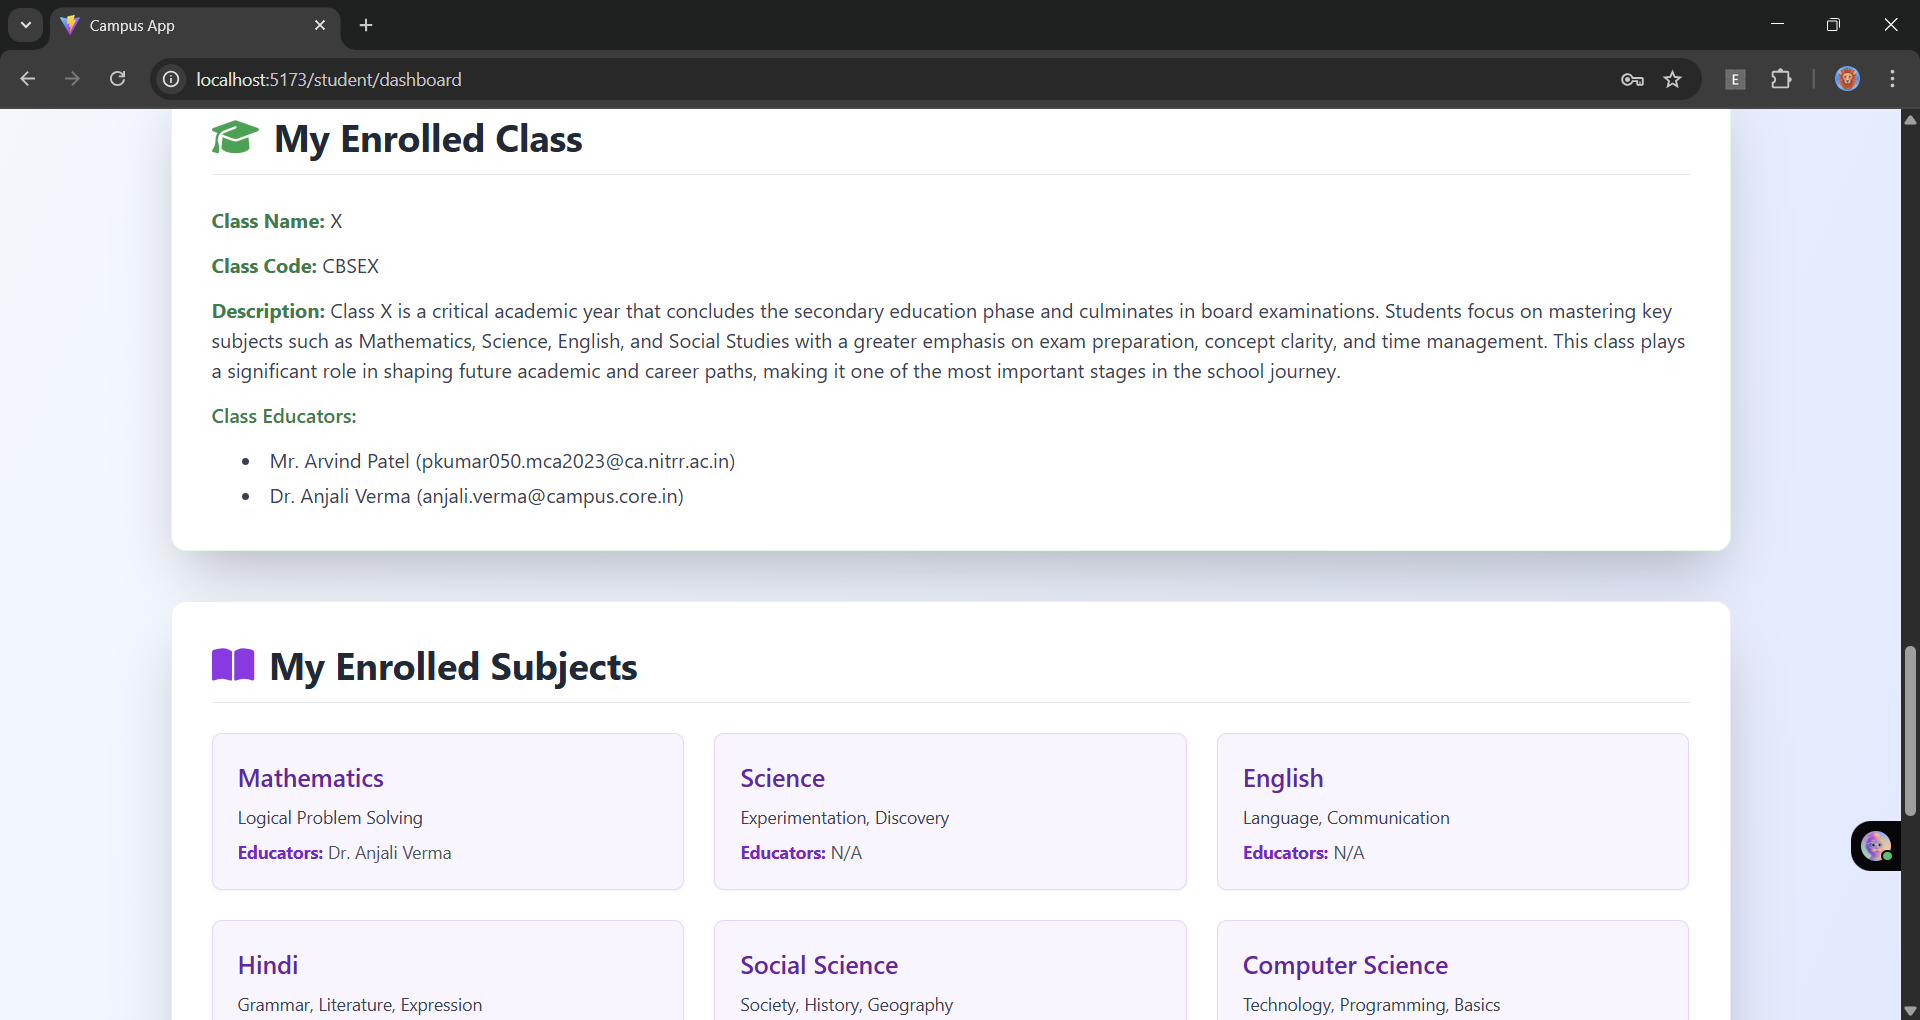 Campus App
localhost:5173/student/dashboard
E
My Enrolled Class
Class Name: X
Class Code: CBSEX
Description: Class X is a critical academic year that concludes the secondary education phase and culminates in board examinations. Students focus on mastering key
subjects such as Mathematics, Science, English, and Social Studies with a greater emphasis on exam preparation, concept clarity, and time management. This class plays
a significant role in shaping future academic and career paths, making it one of the most important stages in the school journey.
Class Educators:
• Mr. Arvind Patel (pkumar050.mca2023@ca.nitrr.ac.in)
• Dr. Anjali Verma (anjali.verma@campus.core.in)
My Enrolled Subjects
Mathematics
Logical Problem Solving
Educators: Dr. Anjali Verma
Science
Experimentation, Discovery
Educators: N/A
English
Language, Communication
Educators: N/A
Hindi
Grammar, Literature, Expression
Social Science
Society, History, Geography
Computer Science
Technology, Programming, Basics